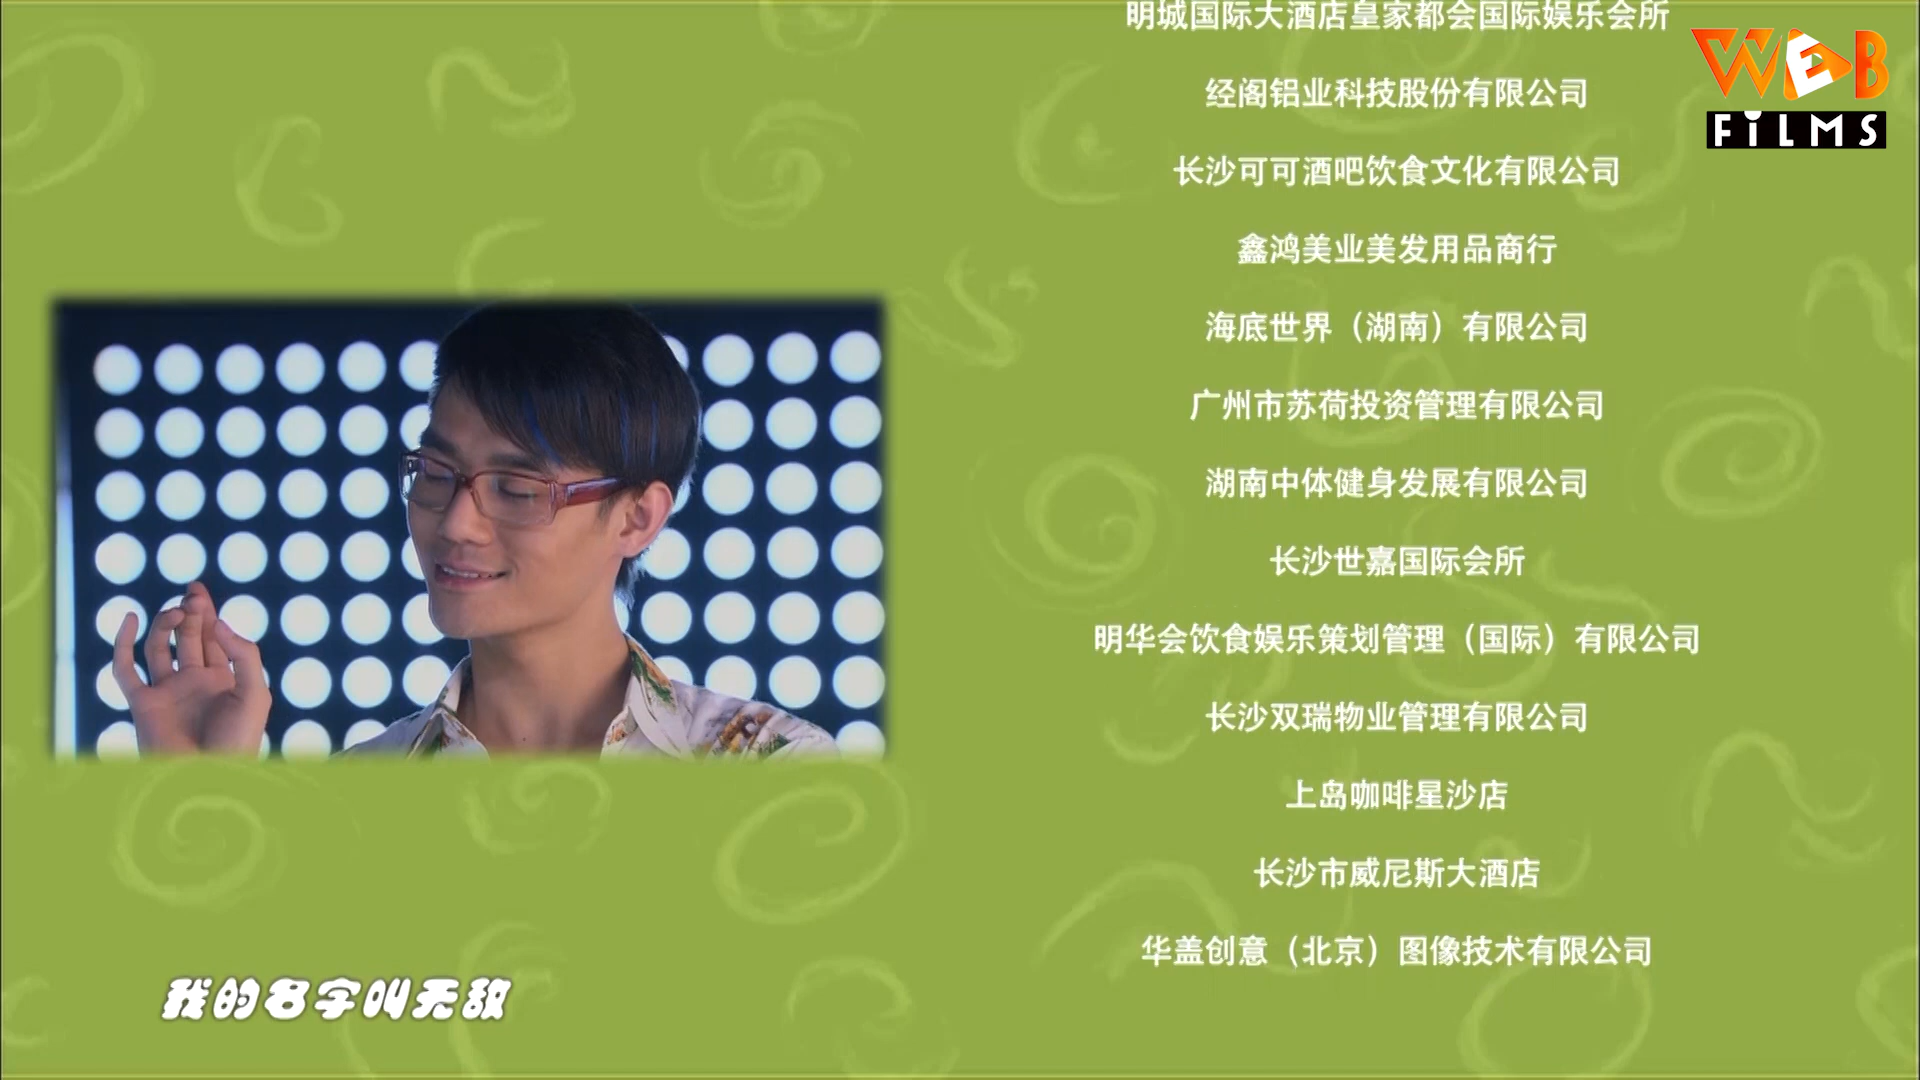 明城国际大酒店皇家都会国际娱乐会所
WEB
FiLMS
经阁铝业科技股份有限公司
长沙可可酒吧饮食文化有限公司
鑫鸿美业美发用品商行
海底世界（湖南）有限公司
广州市苏荷投资管理有限公司
湖南中体健身发展有限公司
长沙世嘉国际会所
明华会饮食娱乐策划管理（国际）有限公司
长沙双瑞物业管理有限公司
上岛咖啡星沙店
长沙市威尼斯大酒店
华盖创意（北京）图像技术有限公司
我的名字叫无敌